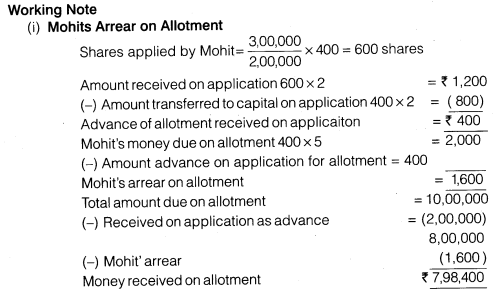 Working Note
(i) Mohits Arrear on Allotment
Shares applied by Mohit= 3,00,000/2,00,000 × 400 = 600 shares
Amount received on application 600 × 2 = ₹ 1,200
(–) Amount transferred to capital on application 400 × 2 = (800)
Advance of allotment received on applicaiton = ₹ 400
Mohit's money due on allotment 400 × 5 = 2,000
(–) Amount advance on application for allotment = 400
Mohit's arrear on allotment = 1,600
Total amount due on allotment = 10,00,000
(–) Received on application as advance = (2,00,000)
8,00,000
(–) Mohit' arrear (1,600)
Money received on allotment ₹ 7,98,400